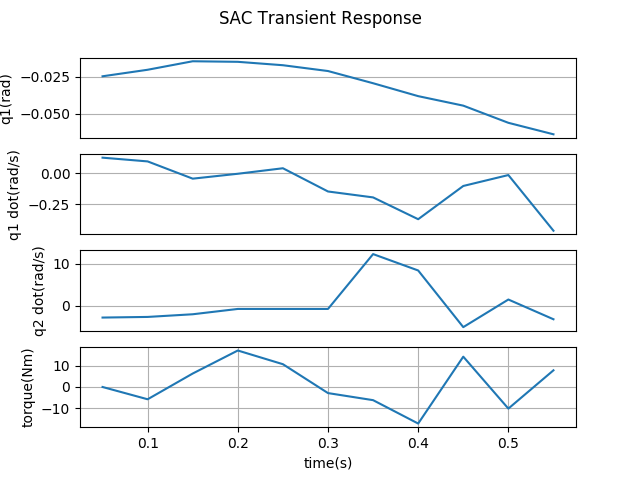 SAC Transient Response
q1(rad)
−0.025
−0.050
q1 dot(rad/s)
0.00
−0.25
q2 dot(rad/s)
10
0
torque(Nm)
10
0
−10
0.1 0.2 0.3 0.4 0.5
time(s)